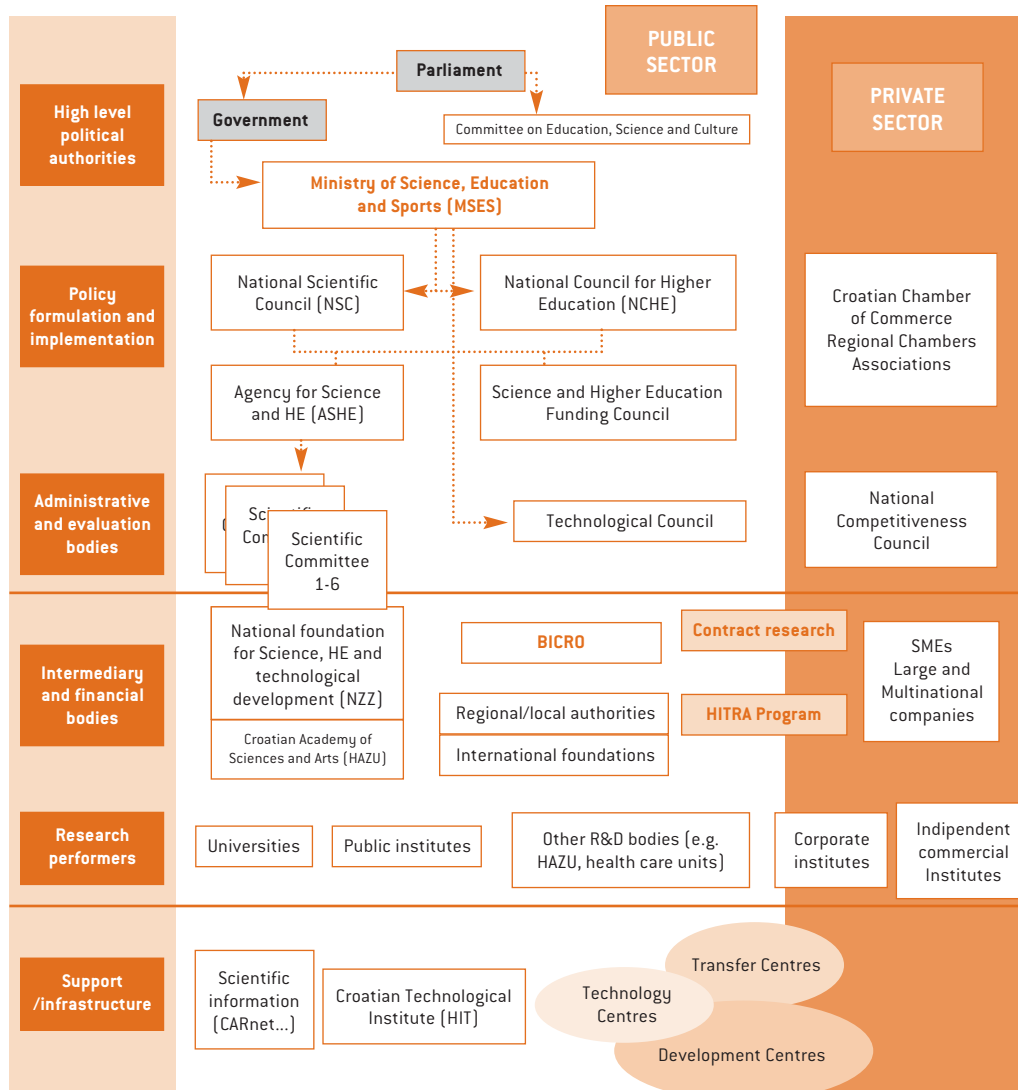 PUBLIC
SECTOR
PRIVATE
SECTOR
High level
political
authorities
Parliament
Government
Committee on Education, Science and Culture
Ministry of Science, Education
and Sports (MSES)
Policy
formulation and
implementation
National Scientific
Council (NSC)
National Council for Higher
Education (NCHE)
Croatian Chamber
of Commerce
Regional Chambers
Associations
Agency for Science
and HE (ASHE)
Science and Higher Education
Funding Council
Administrative
and evaluation
bodies
Scientific
Committee
1-6
Technological Council
National
Competitiveness
Council
Intermediary
and financial
bodies
National foundation
for Science, HE and
technological
development (NZZ)
Croatian Academy of
Sciences and Arts (HAZU)
BICRO
Regional/local authorities
International foundations
Contract research
HITRA Program
SMEs
Large and
Multinational
companies
Research
performers
Universities
Public institutes
Other R&D bodies (e.g.
HAZU, health care units)
Corporate
institutes
Indipendent
commercial
Institutes
Support
/infrastructure
Scientific
information
(CARnet...)
Croatian Technological
Institute (HIT)
Technology
Centres
Transfer Centres
Development Centres